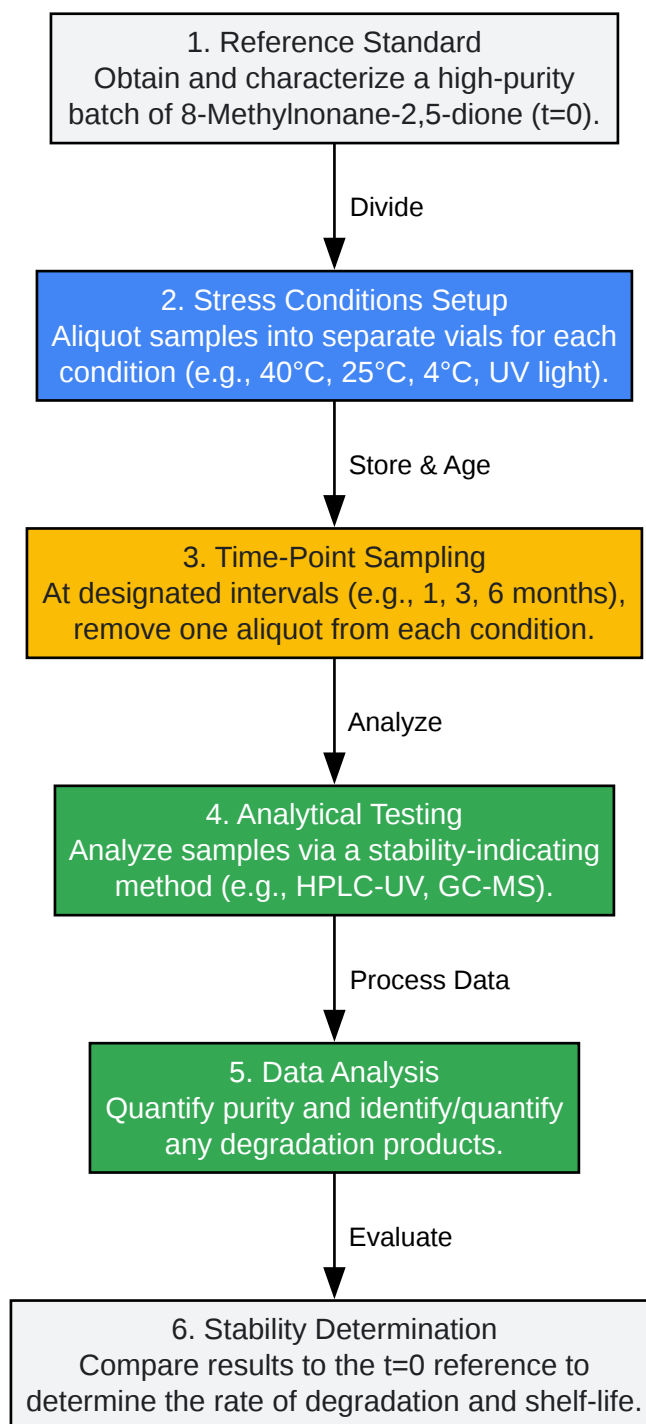 1. Reference Standard
Obtain and characterize a high-purity
batch of 8-Methylnonane-2,5-dione (t=0).
Divide
2. Stress Conditions Setup
Aliquot samples into separate vials for each
condition (e.g., 40°C, 25°C, 4°C, UV light).
Store & Age
3. Time-Point Sampling
At designated intervals (e.g., 1, 3, 6 months),
remove one aliquot from each condition.
Analyze
4. Analytical Testing
Analyze samples via a stability-indicating
method (e.g., HPLC-UV, GC-MS).
Process Data
5. Data Analysis
Quantify purity and identify/quantify
any degradation products.
Evaluate
6. Stability Determination
Compare results to the t=0 reference to
determine the rate of degradation and shelf-life.